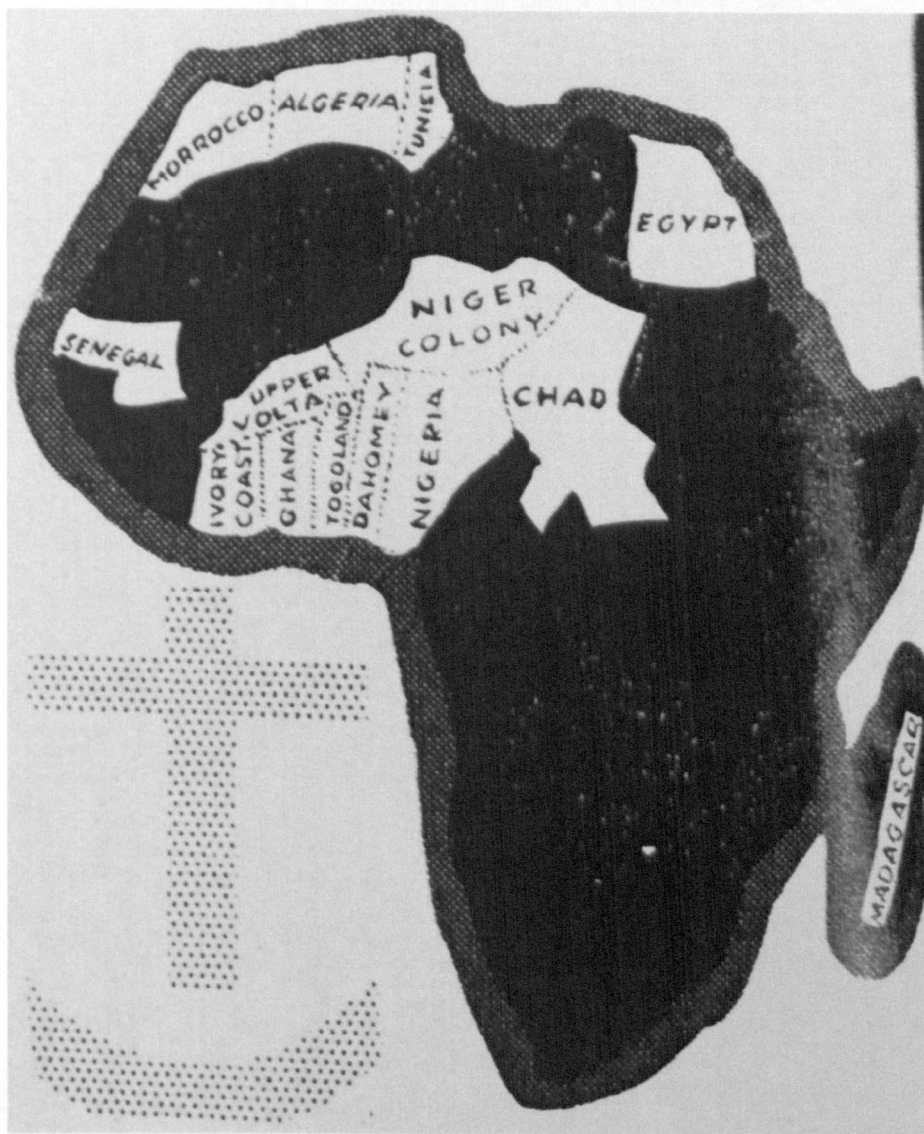 MORROCCO
ALGERIA
TUNISIA
EGYPT
SENEGAL
NIGER
COLONY
UPPER
VOLTA
CHAD
IVORY
COAST
GHANA
TOGOLAND
DAHOMEY
NIGERIA
MADAGASCAR